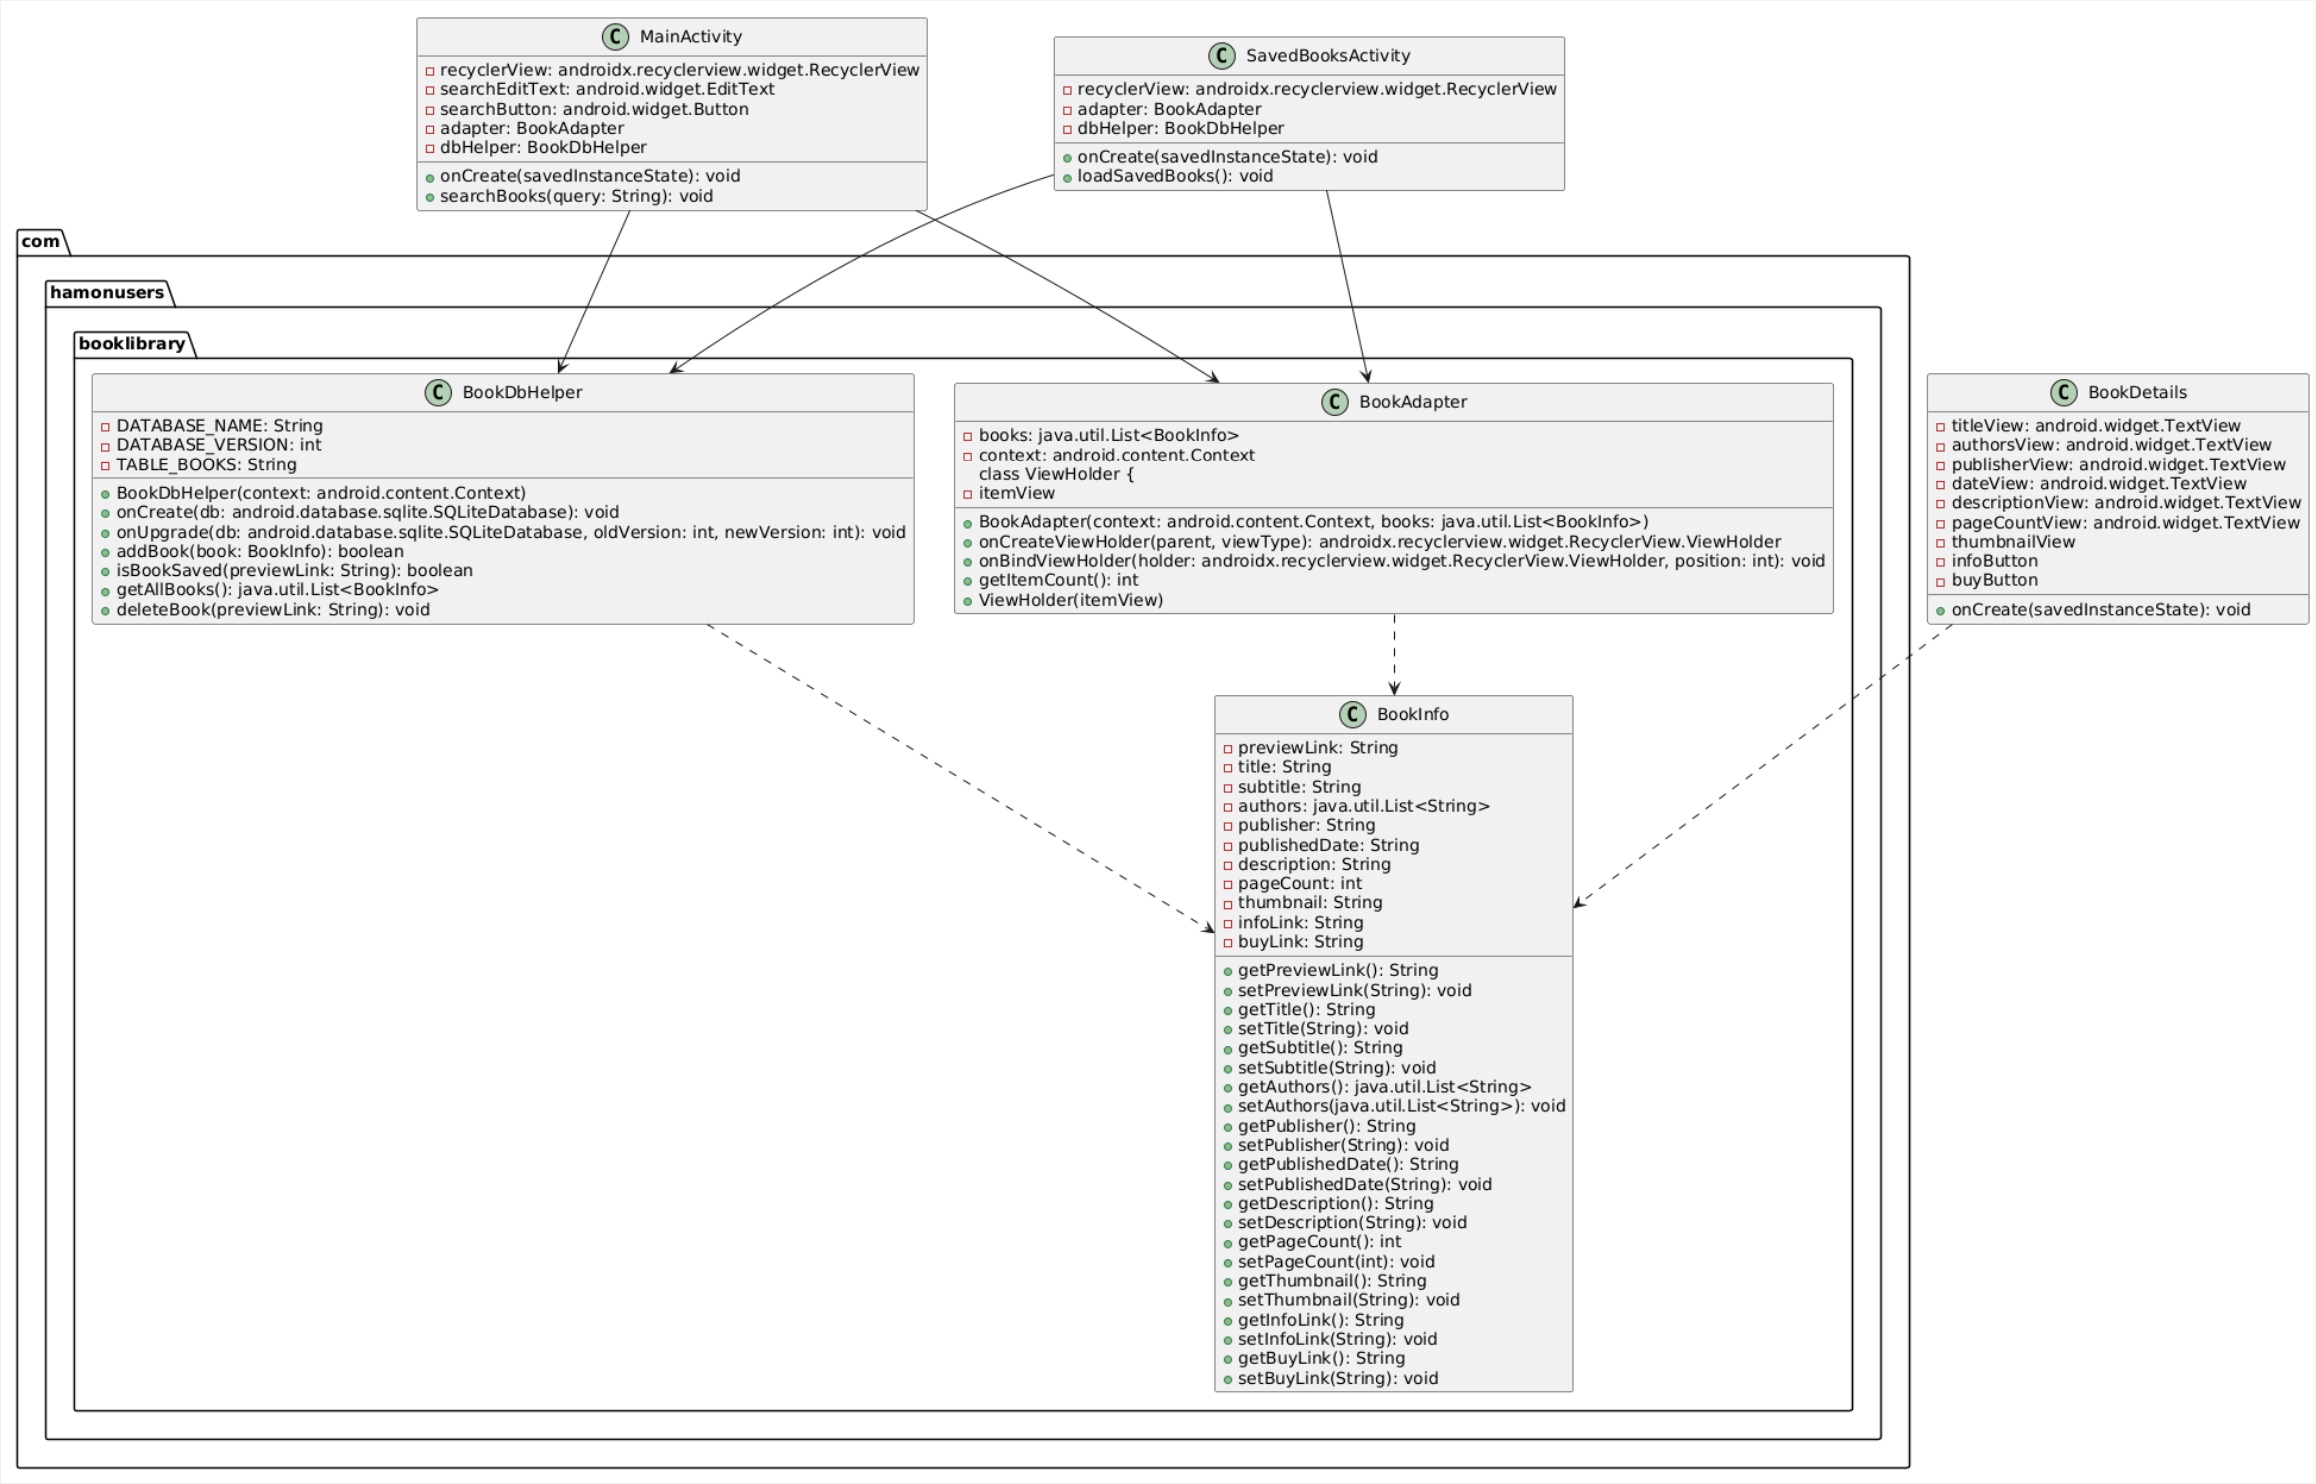 MainActivity
recyclerView: androidx.recyclerview.widget.RecyclerView
searchEditText: android.widget.EditText
searchButton: android.widget.Button
adapter: BookAdapter
dbHelper: BookDbHelper
onCreate(savedInstanceState): void
searchBooks(query: String): void
SavedBooksActivity
recyclerView: androidx.recyclerview.widget.RecyclerView
adapter: BookAdapter
dbHelper: BookDbHelper
onCreate(savedInstanceState): void
loadSavedBooks(): void
com
hamonusers
booklibrary
BookDbHelper
DATABASE_NAME: String
DATABASE_VERSION: int
TABLE_BOOKS: String
BookDbHelper(context: android.content.Context)
onCreate(db: android.database.sqlite.SQLiteDatabase): void
onUpgrade(db: android.database.sqlite.SQLiteDatabase, oldVersion: int, newVersion: int): void
addBook(book: BookInfo): boolean
isBookSaved(previewLink: String): boolean
getAllBooks(): java.util.List<BookInfo>
deleteBook(previewLink: String): void
BookAdapter
books: java.util.List<BookInfo>
context: android.content.Context
class ViewHolder {
itemView
BookAdapter(context: android.content.Context, books: java.util.List<BookInfo>)
onCreateViewHolder(parent, viewType): androidx.recyclerview.widget.RecyclerView.ViewHolder
onBindViewHolder(holder: androidx.recyclerview.widget.RecyclerView.ViewHolder, position: int): void
getItemCount(): int
ViewHolder(itemView)
BookDetails
titleView: android.widget.TextView
authorsView: android.widget.TextView
publisherView: android.widget.TextView
dateView: android.widget.TextView
descriptionView: android.widget.TextView
pageCountView: android.widget.TextView
thumbnailView
infoButton
buyButton
onCreate(savedInstanceState): void
BookInfo
previewLink: String
title: String
subtitle: String
authors: java.util.List<String>
publisher: String
publishedDate: String
description: String
pageCount: int
thumbnail: String
infoLink: String
buyLink: String
getPreviewLink(): String
setPreviewLink(String): void
getTitle(): String
setTitle(String): void
getSubtitle(): String
setSubtitle(String): void
getAuthors(): java.util.List<String>
setAuthors(java.util.List<String>): void
getPublisher(): String
setPublisher(String): void
getPublishedDate(): String
setPublishedDate(String): void
getDescription(): String
setDescription(String): void
getPageCount(): int
setPageCount(int): void
getThumbnail(): String
setThumbnail(String): void
getInfoLink(): String
setInfoLink(String): void
getBuyLink(): String
setBuyLink(String): void